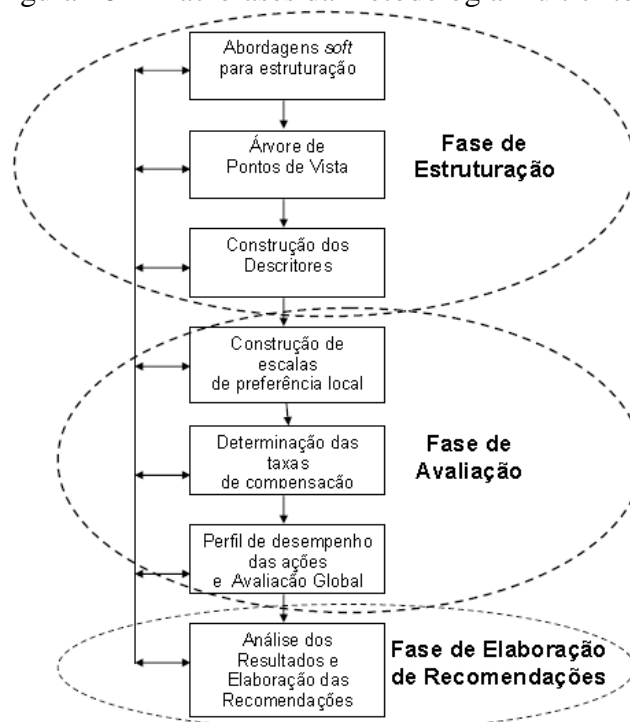 Abordagens soft
para estruturação
Árvore de
Pontos de Vista
Fase de
Estruturação
Construção dos
Descritores
Construção de
escalas
de preferência local
Determinação das
taxas
de compensação
Fase de
Avaliação
Perfil de desempenho
das ações
e Avaliação Global
Análise dos
Resultados e
Elaboração das
Recomendações
Fase de Elaboração
de Recomendações